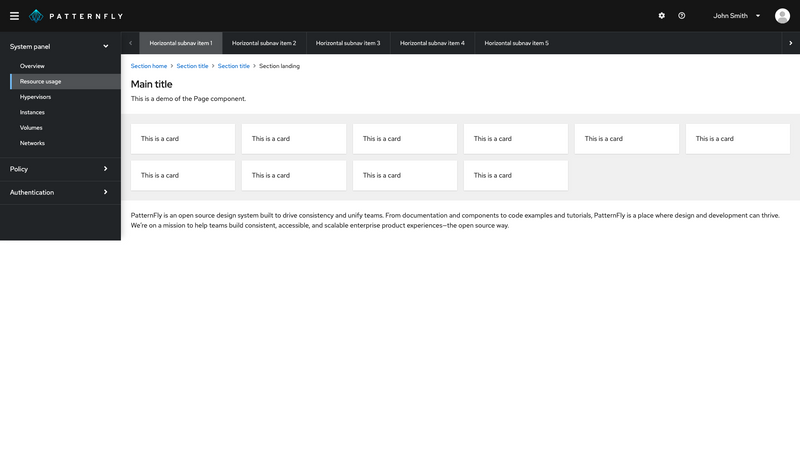 PATTERNFLY
John Smith
System panel
Overview
Resource usage
Hypervisors
Instances
Volumes
Networks
Policy
Authentication
Horizontal subnav item 1
Horizontal subnav item 2
Horizontal subnav item 3
Horizontal subnav item 4
Horizontal subnav item 5
Section home > Section title > Section title > Section landing
Main title
This is a demo of the Page component.
This is a card
This is a card
This is a card
This is a card
This is a card
This is a card
This is a card
This is a card
This is a card
This is a card
PatternFly is an open source design system built to drive consistency and unify teams. From documentation and components to code examples and tutorials, PatternFly is a place where design and development can thrive.
We're on a mission to help teams build consistent, accessible, and scalable enterprise product experiences—the open source way.